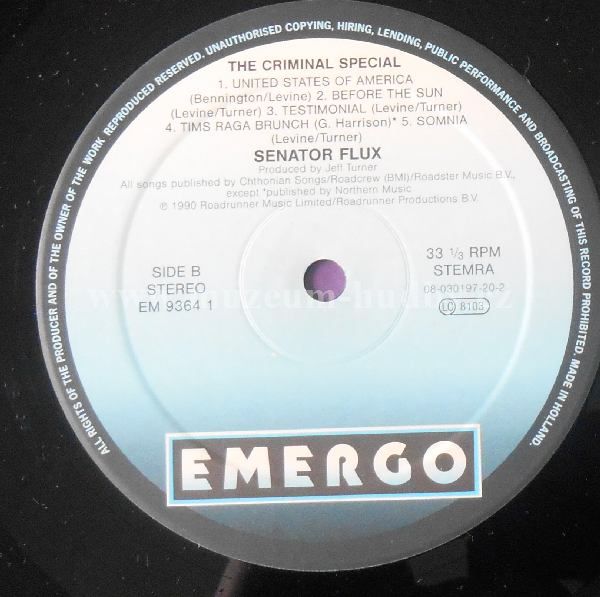 ALL RIGHTS OF THE PRODUCER AND OF THE OWNER OF THE WORK REPRODUCED RESERVED. UNAUTHORISED COPYING, HIRING, LENDING, PUBLIC PERFORMANCE AND BROADCASTING OF THIS RECORD PROHIBITED. MADE IN HOLLAND.
THE CRIMINAL SPECIAL
1. UNITED STATES OF AMERICA
(Bennington/Levine) 2. BEFORE THE SUN
(Levine/Turner) 3. TESTIMONIAL (Levine/Turner)
4. TIMS RAGA BRUNCH (G. Harrison)* 5. SOMNIA
(Levine/Turner)
SENATOR FLUX
Produced by Jeff Turner
All songs published by Chthonian Songs/Roadcrew (BMI)/Roadster Music B.V.,
except *published by Northern Music
℗ 1990 Roadrunner Music Limited/Roadrunner Productions B.V.
SIDE B
STEREO
EM 9364 1
33 1/3 RPM
STEMRA
08-030197-20-2
LC 8103
EMERGO